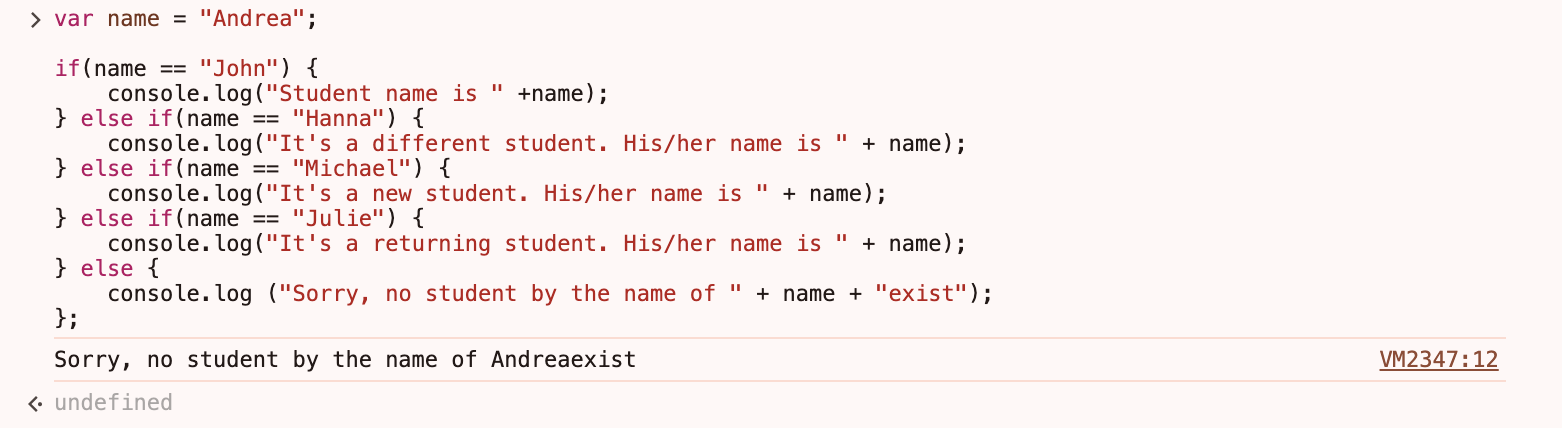 var name = "Andrea";
if(name == "John") {
    console.log("Student name is " +name);
} else if(name == "Hanna") {
    console.log("It's a different student. His/her name is " + name);
} else if(name == "Michael") {
    console.log("It's a new student. His/her name is " + name);
} else if(name == "Julie") {
    console.log("It's a returning student. His/her name is " + name);
} else {
    console.log ("Sorry, no student by the name of " + name + "exist");
};
Sorry, no student by the name of Andreaexist VM2347:12
undefined